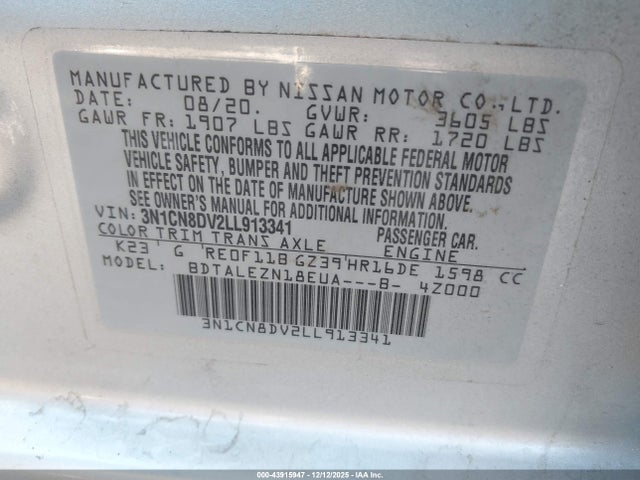 MANUFACTURED BY NISSAN MOTOR CO., LTD.
DATE: 08/20. GVWR: 3605 LBS
GAWR FR: 1907 LBS GAWR RR: 1720 LBS
THIS VEHICLE CONFORMS TO ALL APPLICABLE FEDERAL MOTOR
VEHICLE SAFETY, BUMPER AND THEFT PREVENTION STANDARDS
IN EFFECT ON THE DATE OF MANUFACTURE SHOWN ABOVE.
SEE OWNER'S MANUAL FOR ADDITIONAL INFORMATION.
VIN: 3N1CN8DV2LL913341 PASSENGER CAR.
COLOR TRIM TRANS AXLE ENGINE
K23 G RE0F11B GZ39 HR16DE 1598 CC
MODEL: BDTALEZN18EUA---B- 4Z000
3N1CN8DV2LL913341
000-43915947 - 12/12/2025 - IAA Inc.